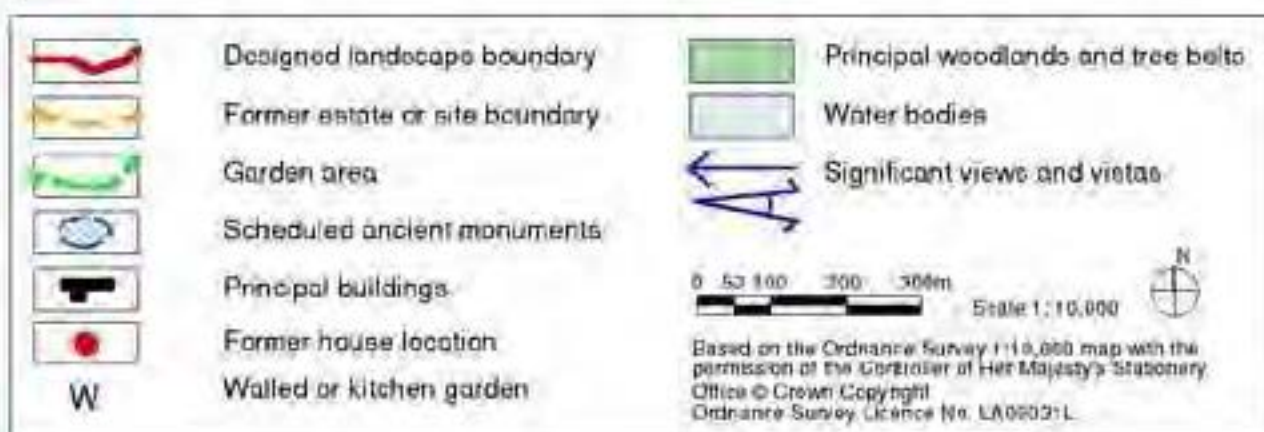 Designed landscape boundary
Former estate or site boundary
Garden area
Scheduled ancient monuments
Principal buildings
Former house location
W Walled or kitchen garden
Principal woodlands and tree belts
Water bodies
Significant views and vistas
N
0 100 200 300m
Scale 1:10,000
Based on the Ordnance Survey 1:10,000 map with the
permission of the Controller of Her Majesty's Stationery
Office © Crown Copyright
Ordnance Survey Licence No.